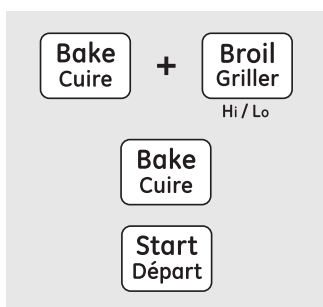 Bake + Broil
Cuire Griller
Hi / Lo
Bake
Cuire
Start
Départ